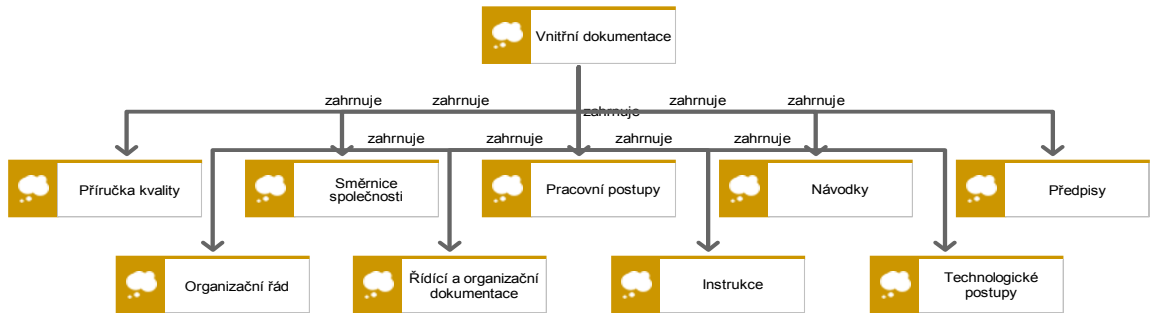 Vnitřní dokumentace
zahrnuje
zahrnuje
zahrnuje
zahrnuje
zahrnuje
zahrnuje
zahrnuje
zahrnuje
zahrnuje
Příručka kvality
Směrnice
společnosti
Pracovní postupy
Návodky
Předpisy
Organizační řád
Řídící a organizační
dokumentace
Instrukce
Technologické
postupy